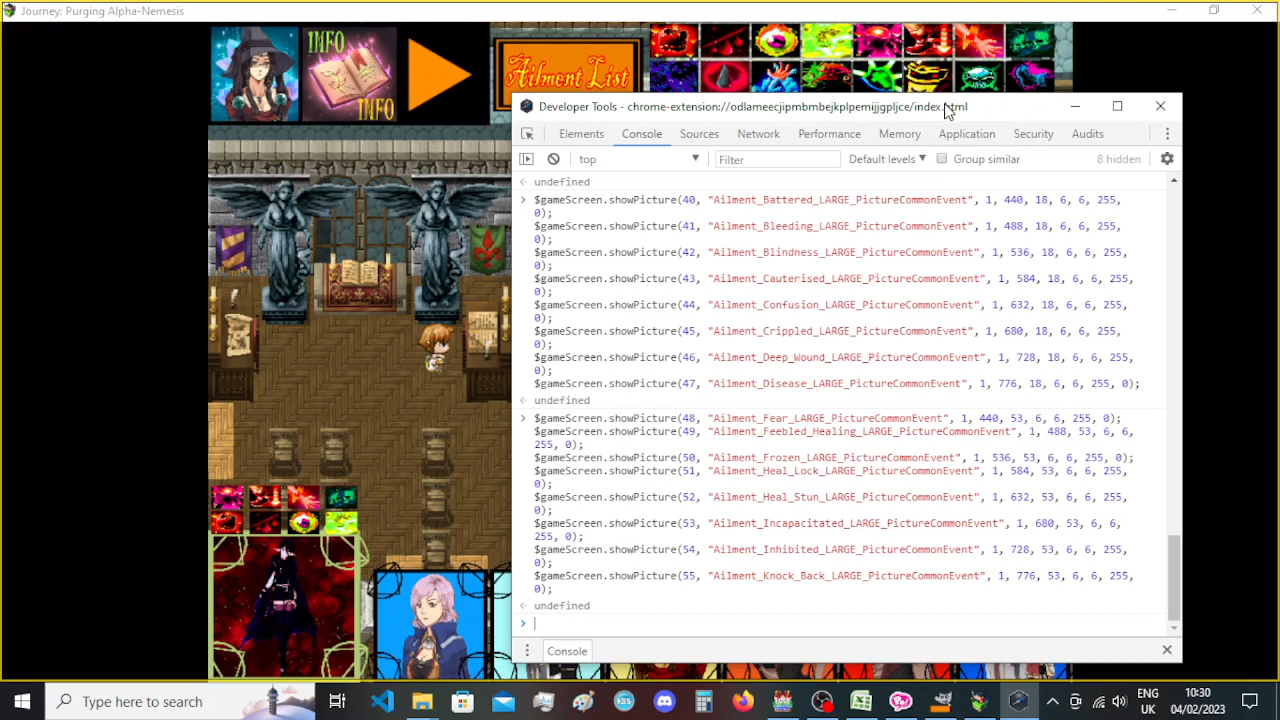 Journey: Purging Alpha-Nemesis
INFO
INFO
Ailment List
Developer Tools - chrome-extension://odlameecjipmbmbejkplpemijjgpljce/index.html
Elements Console Sources Network Performance Memory Application Security Audits
top Filter Default levels Group similar 8 hidden
undefined
$gameScreen.showPicture(40, "Ailment_Battered_LARGE_PictureCommonEvent", 1, 440, 18, 6, 6, 255,
0);
$gameScreen.showPicture(41, "Ailment_Bleeding_LARGE_PictureCommonEvent", 1, 488, 18, 6, 6, 255,
0);
$gameScreen.showPicture(42, "Ailment_Blindness_LARGE_PictureCommonEvent", 1, 536, 18, 6, 6, 255,
0);
$gameScreen.showPicture(43, "Ailment_Cauterised_LARGE_PictureCommonEvent", 1, 584, 18, 6, 6, 255,
0);
$gameScreen.showPicture(44, "Ailment_Confusion_LARGE_PictureCommonEvent", 1, 632, 18, 6, 6, 255,
0);
$gameScreen.showPicture(45, "Ailment_Crippled_LARGE_PictureCommonEvent", 1, 680, 18, 6, 6, 255,
0);
$gameScreen.showPicture(46, "Ailment_Deep_Wound_LARGE_PictureCommonEvent", 1, 728, 18, 6, 6, 255,
0);
$gameScreen.showPicture(47, "Ailment_Disease_LARGE_PictureCommonEvent", 1, 776, 18, 6, 6, 255, 0);
undefined
$gameScreen.showPicture(48, "Ailment_Fear_LARGE_PictureCommonEvent", 1, 440, 53, 6, 6, 255, 0);
$gameScreen.showPicture(49, "Ailment_Feebled_Healing_LARGE_PictureCommonEvent", 1, 488, 53, 6, 6,
255, 0);
$gameScreen.showPicture(50, "Ailment_Frozen_LARGE_PictureCommonEvent", 1, 536, 53, 6, 6, 255, 0);
$gameScreen.showPicture(51, "Ailment_Heal_Lock_LARGE_PictureCommonEvent", 1, 584, 53, 6, 6, 255,
0);
$gameScreen.showPicture(52, "Ailment_Heal_Stun_LARGE_PictureCommonEvent", 1, 632, 53, 6, 6, 255,
0);
$gameScreen.showPicture(53, "Ailment_Incapacitated_LARGE_PictureCommonEvent", 1, 680, 53, 6, 6,
255, 0);
$gameScreen.showPicture(54, "Ailment_Inhibited_LARGE_PictureCommonEvent", 1, 728, 53, 6, 6, 255,
0);
$gameScreen.showPicture(55, "Ailment_Knock_Back_LARGE_PictureCommonEvent", 1, 776, 53, 6, 6, 255,
0);
undefined
Console
Type here to search
ENG
UK
10:30
04/02/2023